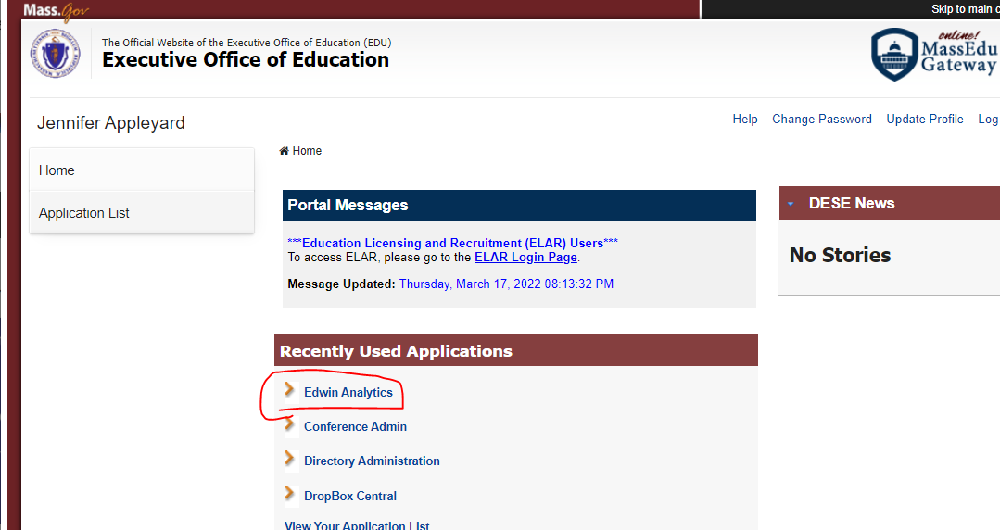 Mass.Gov
Skip to main c
The Official Website of the Executive Office of Education (EDU)
Executive Office of Education
online!
MassEdu
Gateway
Jennifer Appleyard
Help Change Password Update Profile Log
Home
Home
Application List
Portal Messages
***Education Licensing and Recruitment (ELAR) Users***
To access ELAR, please go to the ELAR Login Page.
Message Updated: Thursday, March 17, 2022 08:13:32 PM
DESE News
No Stories
Recently Used Applications
Edwin Analytics
Conference Admin
Directory Administration
DropBox Central
View Your Application List